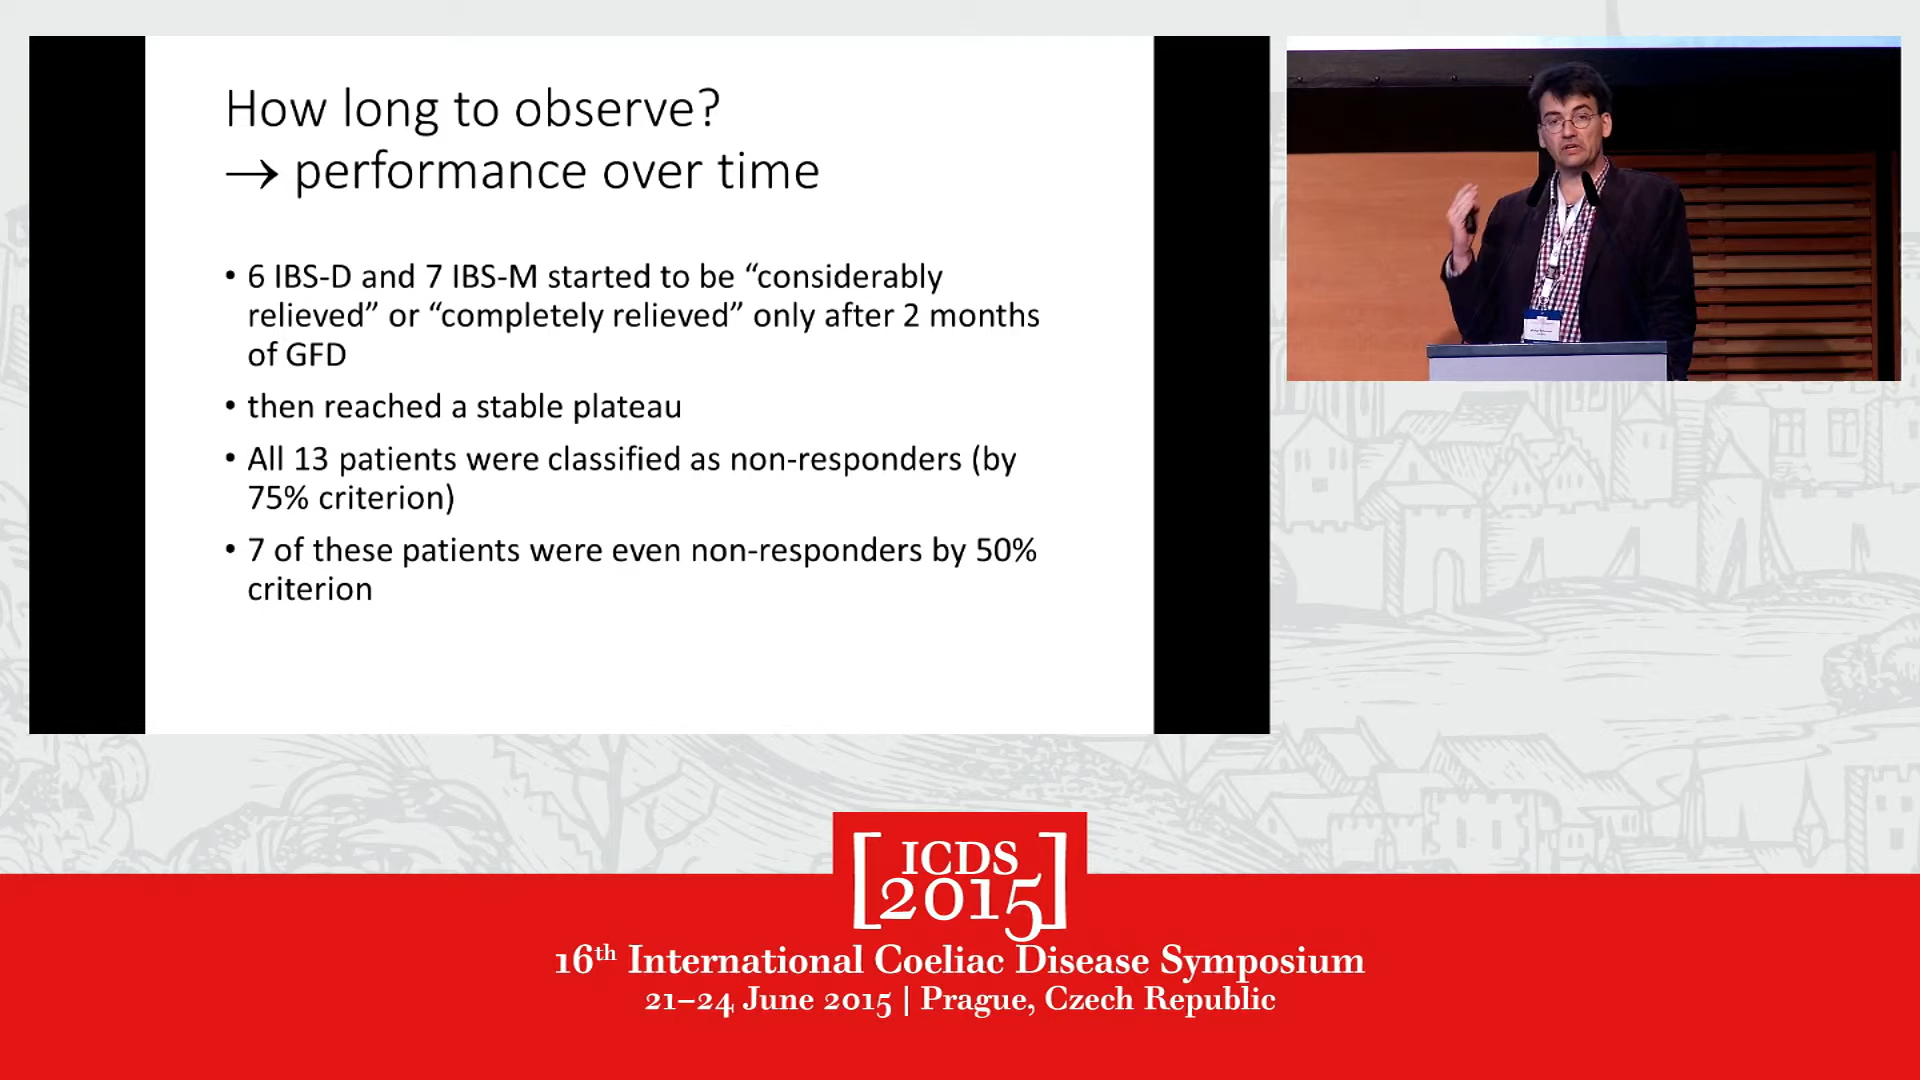 How long to observe?
→ performance over time
• 6 IBS-D and 7 IBS-M started to be “considerably
relieved” or “completely relieved” only after 2 months
of GFD
• then reached a stable plateau
• All 13 patients were classified as non-responders (by
75% criterion)
• 7 of these patients were even non-responders by 50%
criterion
[ICDS
2015]
16th International Coeliac Disease Symposium
21–24 June 2015 | Prague, Czech Republic